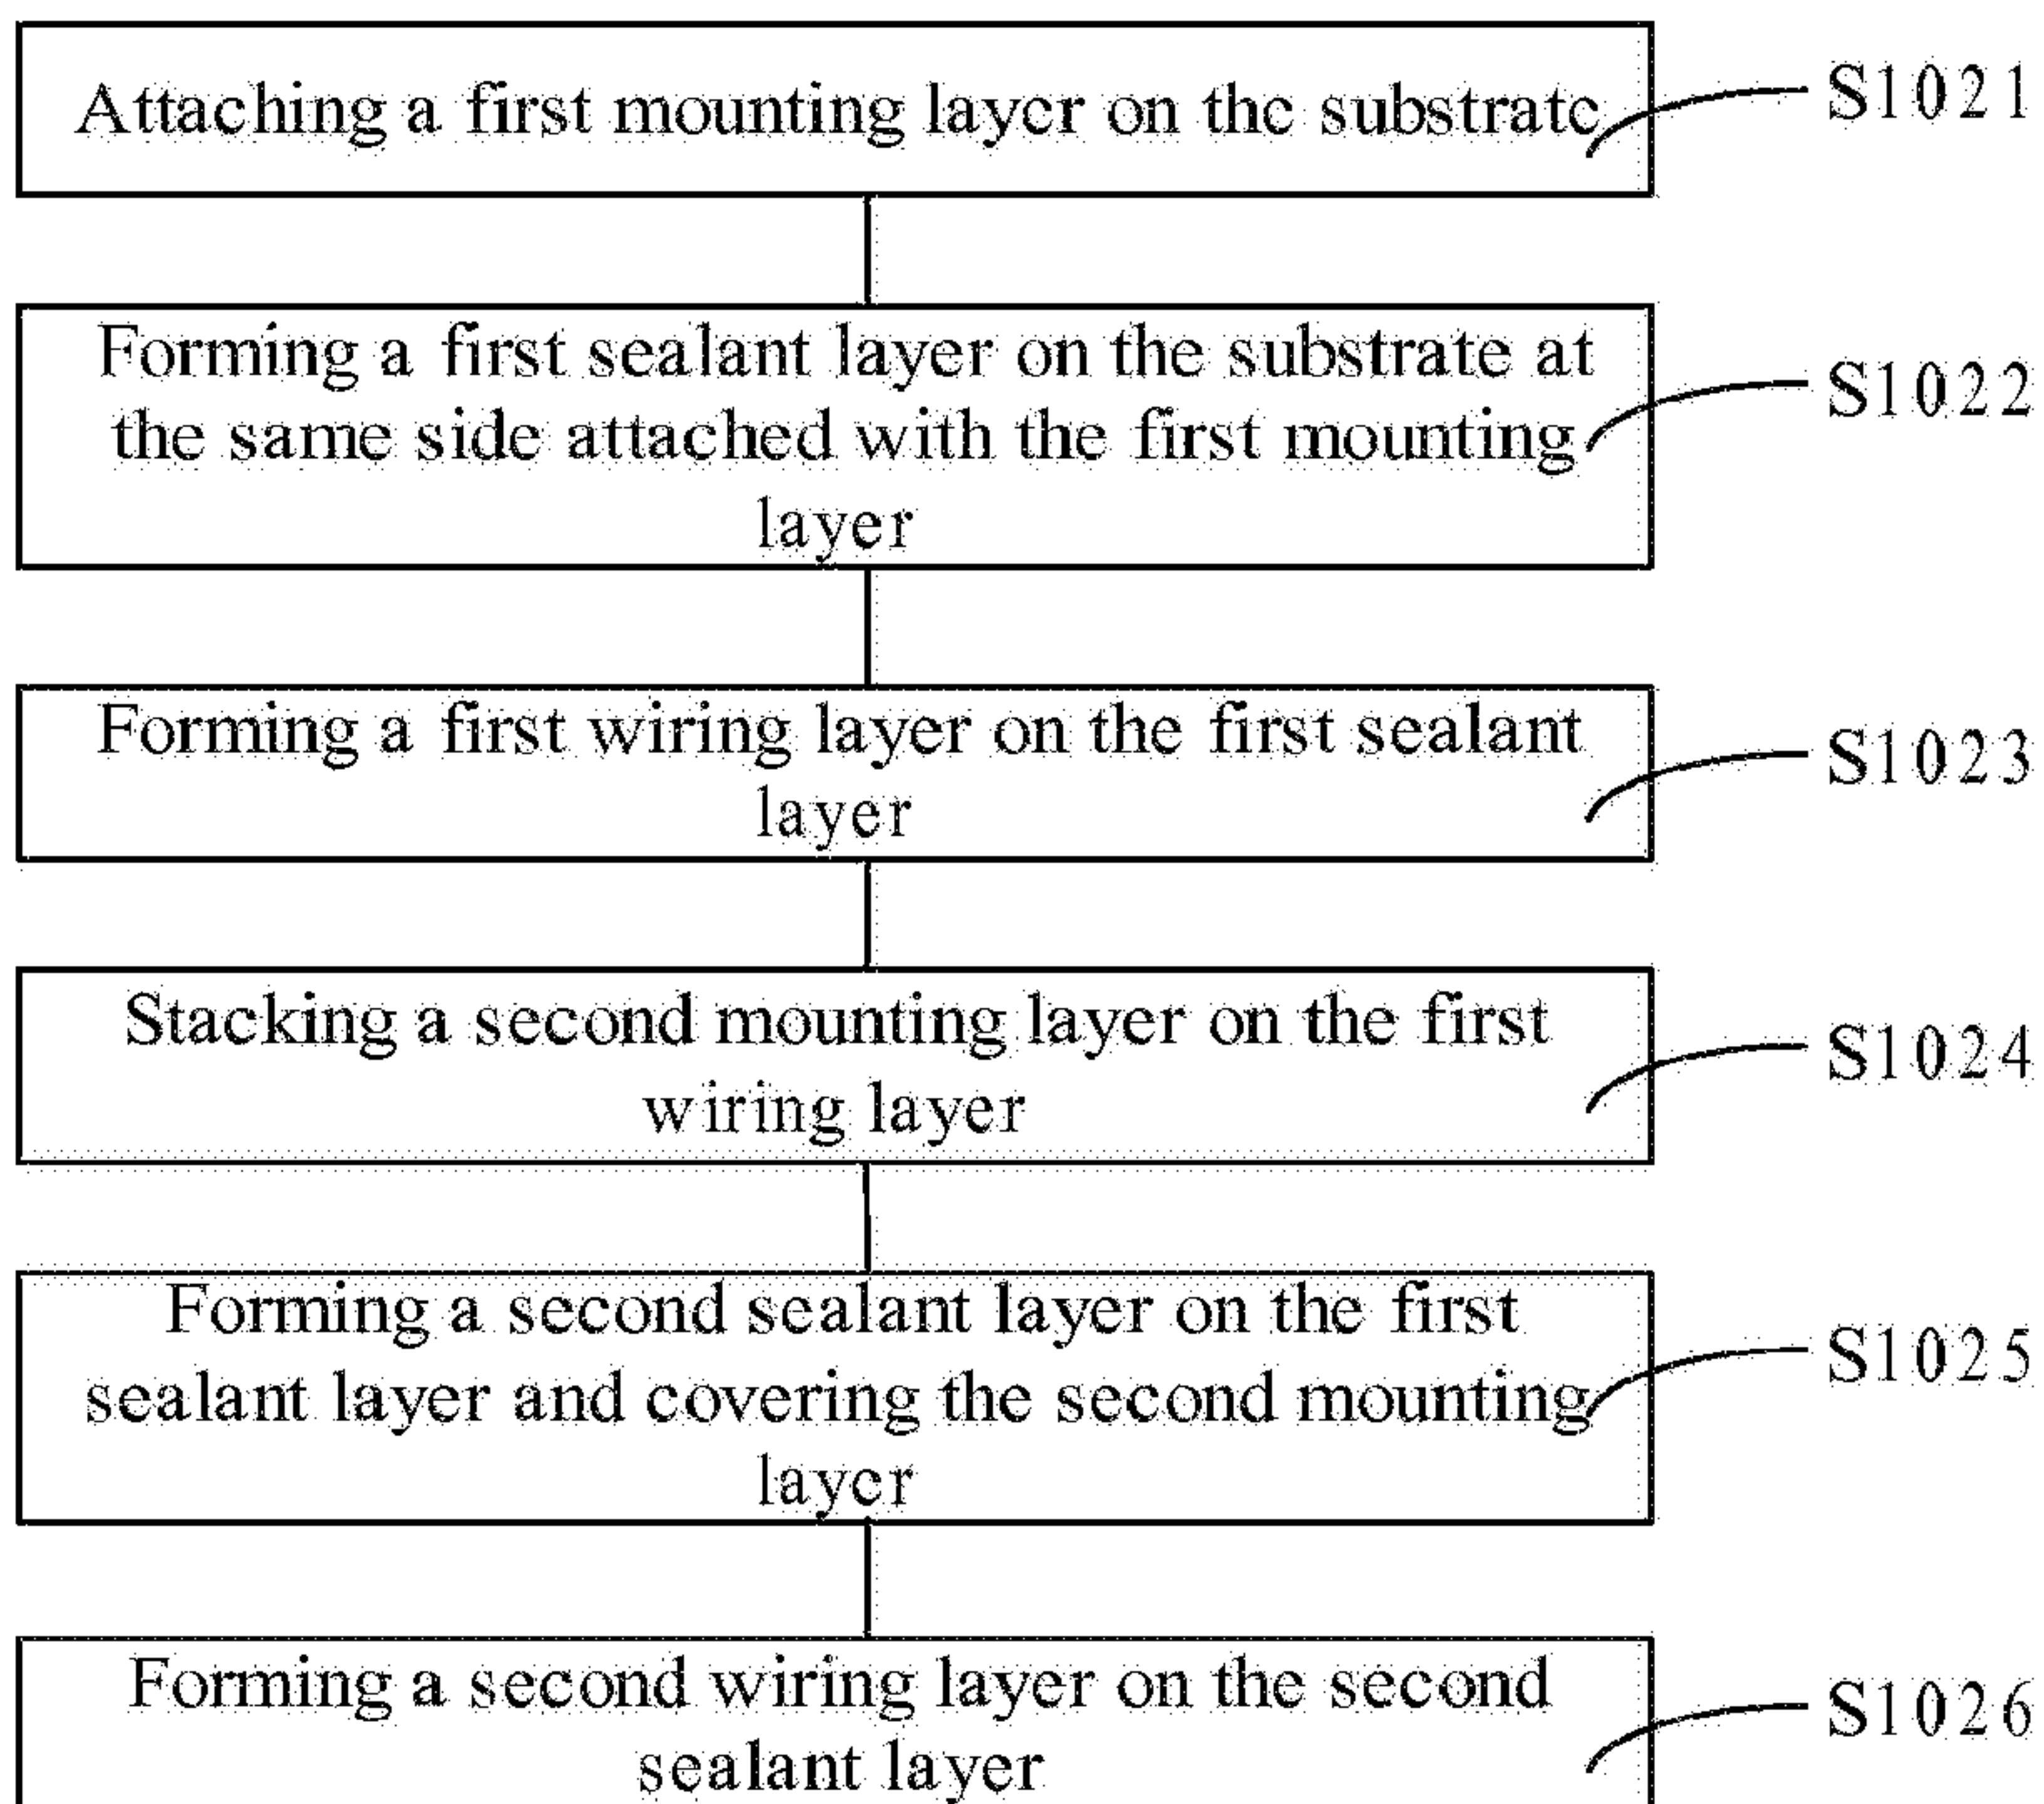 Attaching a first mounting layer on the substrate
S1021
Forming a first sealant layer on the substrate at
the same side attached with the first mounting
layer
S1022
Forming a first wiring layer on the first sealant
layer
S1023
Stacking a second mounting layer on the first
wiring layer
S1024
Forming a second sealant layer on the first
sealant layer and covering the second mounting
layer
S1025
Forming a second wiring layer on the second
sealant layer
S1026